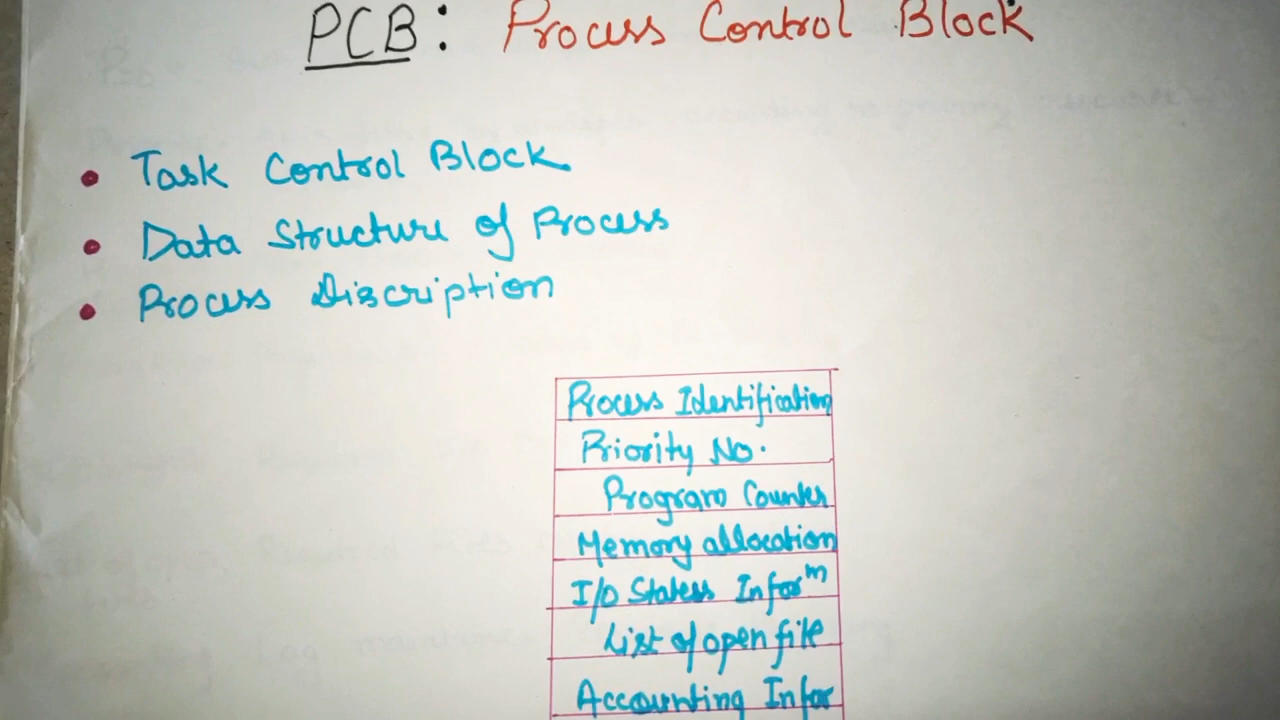 PCB: Process Control Block
• Task Control Block
• Data Structure of Process
• Process Discription
Process Identification
Priority No.
Program Counter
Memory allocation
I/O States Inforᵐ
List of open file
Accounting Infor